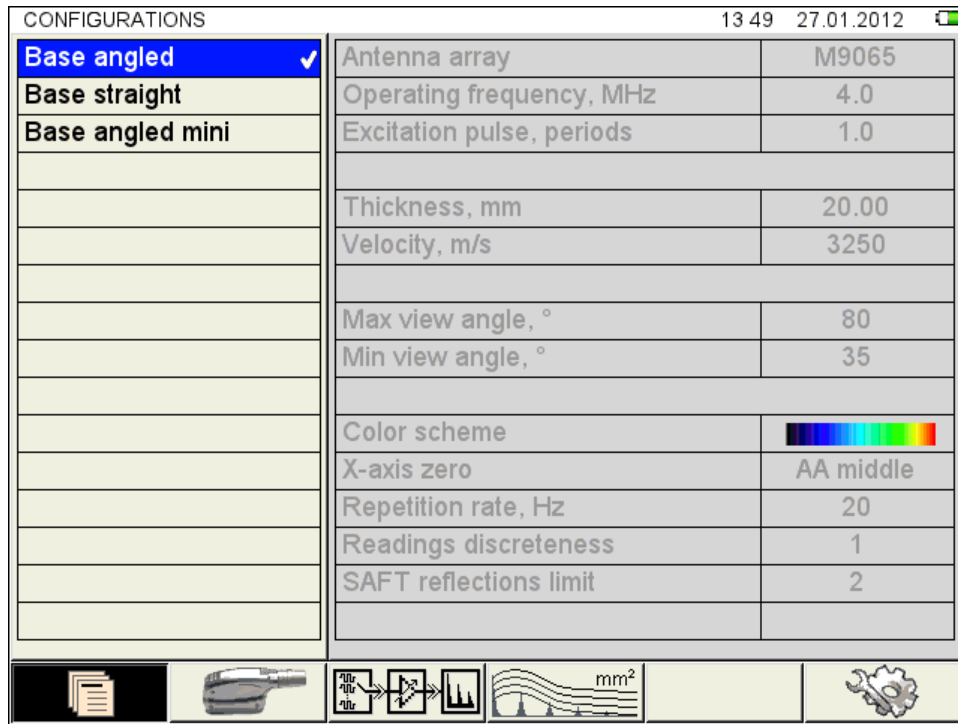 CONFIGURATIONS 13 49 27.01.2012
Base angled
Base straight
Base angled mini
Antenna array M9065
Operating frequency, MHz 4.0
Excitation pulse, periods 1.0
Thickness, mm 20.00
Velocity, m/s 3250
Max view angle, ° 80
Min view angle, ° 35
Color scheme
X-axis zero AA middle
Repetition rate, Hz 20
Readings discreteness 1
SAFT reflections limit 2
mm²